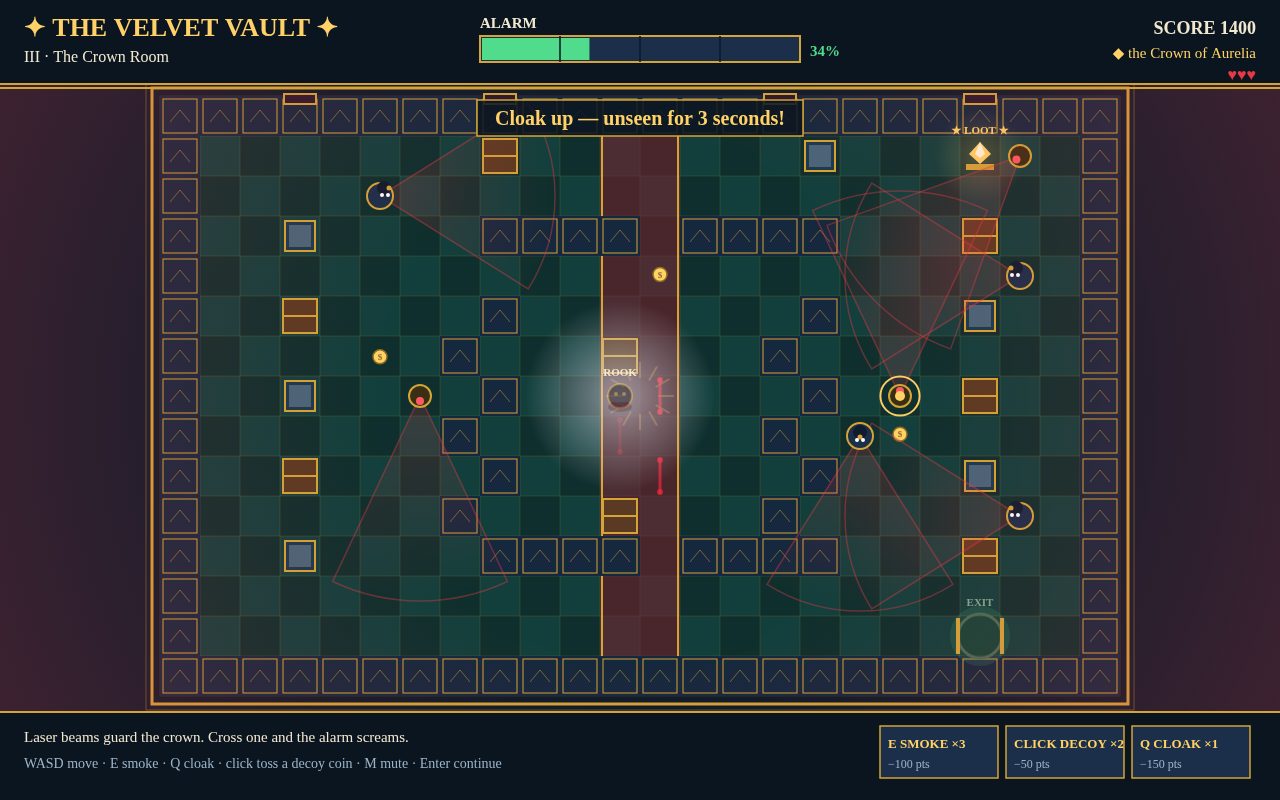 ✦ THE VELVET VAULT ✦
III · The Crown Room
ALARM
34%
SCORE 1400
◆ the Crown of Aurelia
♥♥♥
Cloak up — unseen for 3 seconds!
★ LOOT ★
$
$
ROOK
$
EXIT
Laser beams guard the crown. Cross one and the alarm screams.
WASD move · E smoke · Q cloak · click toss a decoy coin · M mute · Enter continue
E SMOKE ×3
−100 pts
CLICK DECOY ×2
−50 pts
Q CLOAK ×1
−150 pts